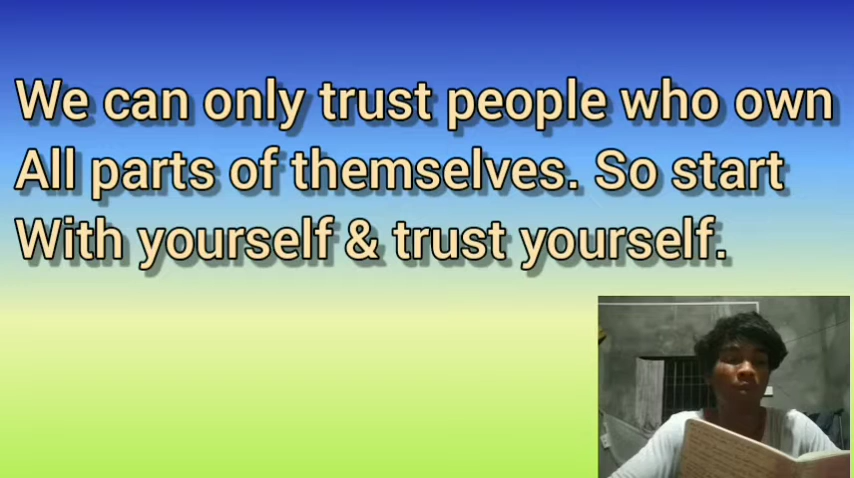 We can only trust people who own
All parts of themselves. So start
With yourself & trust yourself.